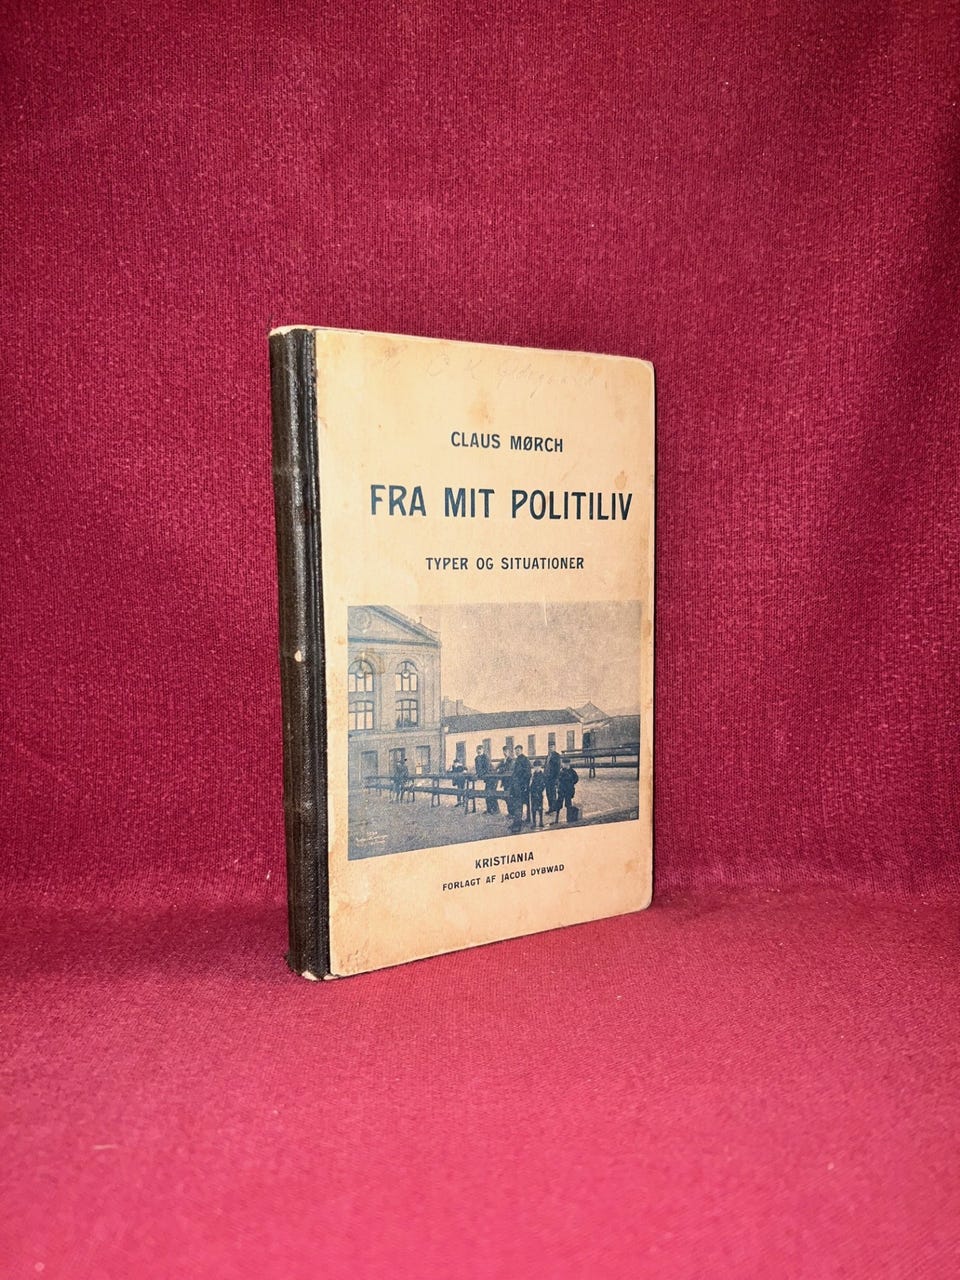 CLAUS MØRCH
FRA MIT POLITILIV
TYPER OG SITUATIONER
KRISTIANIA
FORLAGT AF JACOB DYBWAD